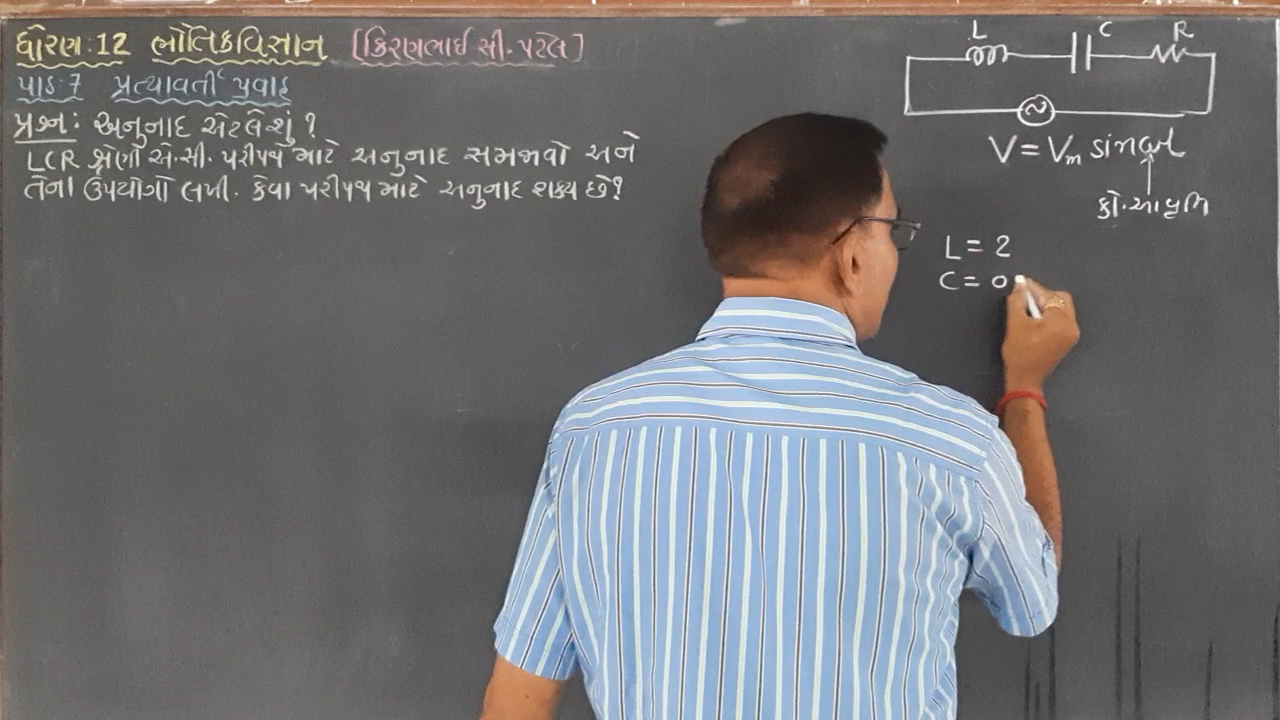 ધોરણ: 12 ભૌતિકવિજ્ઞાન [કિરણભાઈ સી. પટેલ]
પાઠ: 7 પ્રત્યાવર્તી પ્રવાહ
પ્રશ્ન: અનુનાદ એટલે શું?
LCR શ્રેણી એ.સી. પરીપથ માટે અનુનાદ સમજાવો અને
તેના ઉપયોગો લખો. કેવા પરીપથ માટે અનુનાદ શક્ય છે?
L C R
~
V = Vm sinωt
કો. આવૃત્તિ
L = 2
C = 0